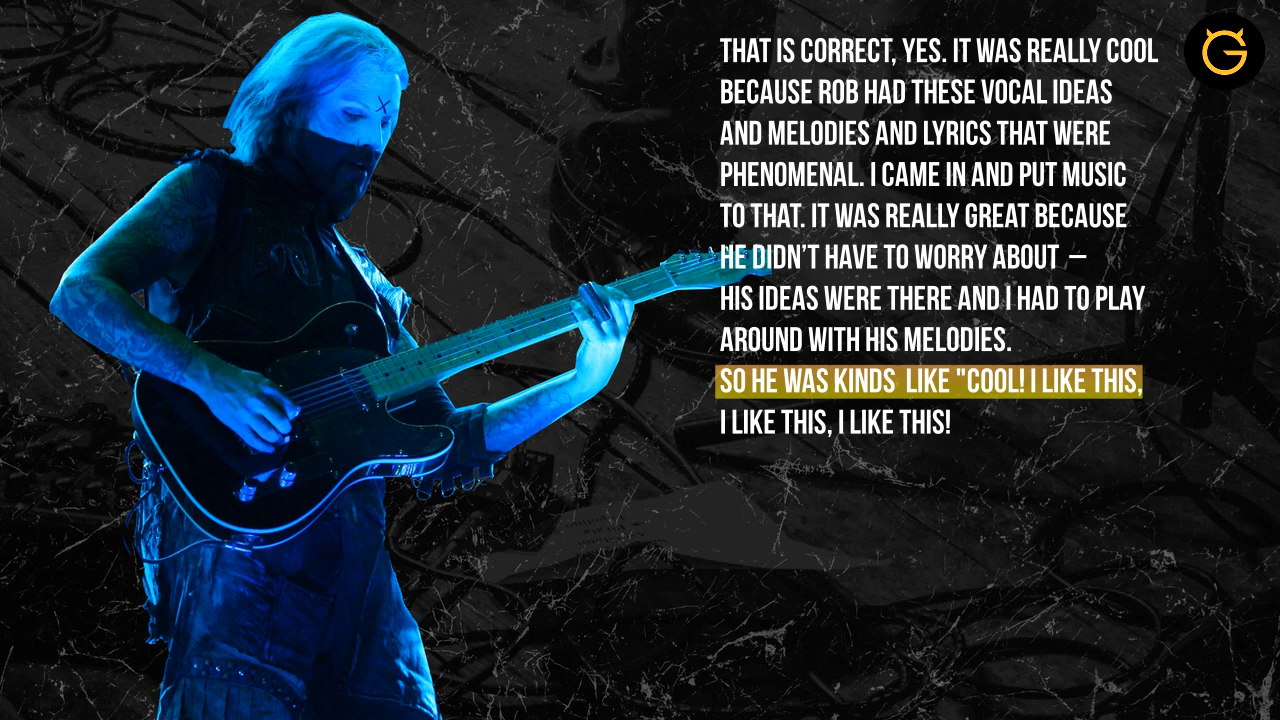 THAT IS CORRECT, YES. IT WAS REALLY COOL
BECAUSE ROB HAD THESE VOCAL IDEAS
AND MELODIES AND LYRICS THAT WERE
PHENOMENAL. I CAME IN AND PUT MUSIC
TO THAT. IT WAS REALLY GREAT BECAUSE
HE DIDN'T HAVE TO WORRY ABOUT –
HIS IDEAS WERE THERE AND I HAD TO PLAY
AROUND WITH HIS MELODIES.
SO HE WAS KINDS LIKE "COOL! I LIKE THIS,
I LIKE THIS, I LIKE THIS!